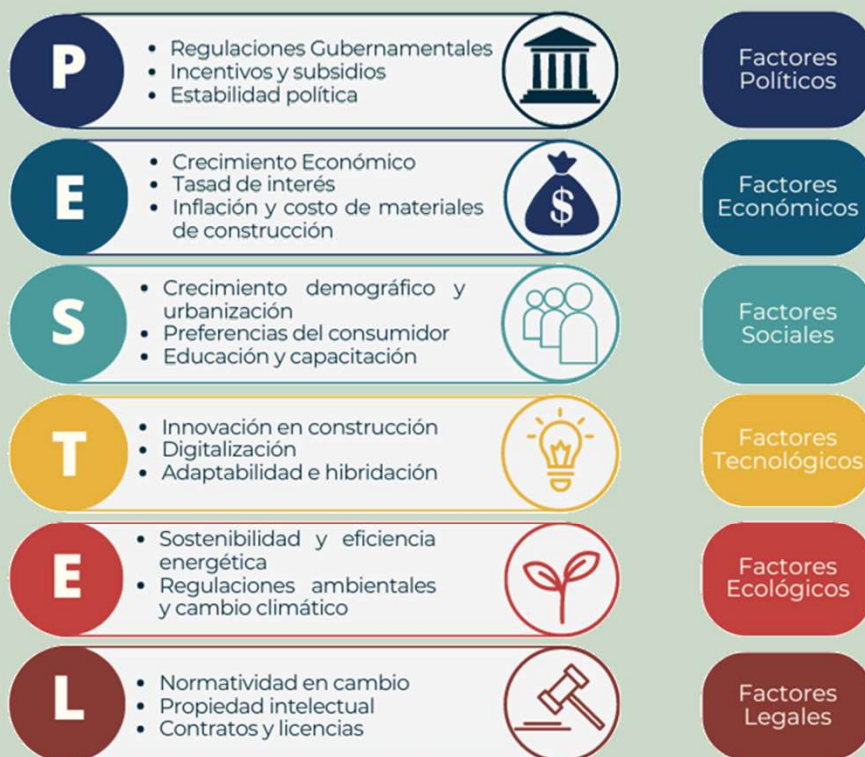 P
• Regulaciones Gubernamentales
• Incentivos y subsidios
• Estabilidad política
Factores
Políticos
E
• Crecimiento Económico
• Tasad de interés
• Inflación y costo de materiales
de construcción
$
Factores
Económicos
S
• Crecimiento demográfico y
urbanización
• Preferencias del consumidor
• Educación y capacitación
Factores
Sociales
T
• Innovación en construcción
• Digitalización
• Adaptabilidad e hibridación
Factores
Tecnológicos
E
• Sostenibilidad y eficiencia
energética
• Regulaciones ambientales
y cambio climático
Factores
Ecológicos
L
• Normatividad en cambio
• Propiedad intelectual
• Contratos y licencias
Factores
Legales